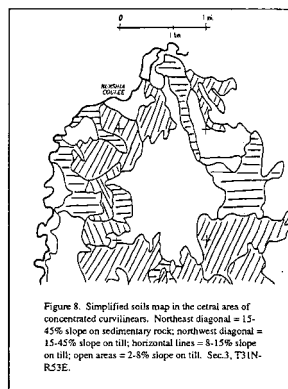 0 1 mi.
1 km
NUKSHIA
COULEE
Figure 8. Simplified soils map in the cetral area of
concentrated curvilinears. Northeast diagonal = 15-
45% slope on sedimentary rock; northwest diagonal =
15-45% slope on till; horizontal lines = 8-15% slope
on till; open areas = 2-8% slope on till. Sec.3, T31N-
R53E.